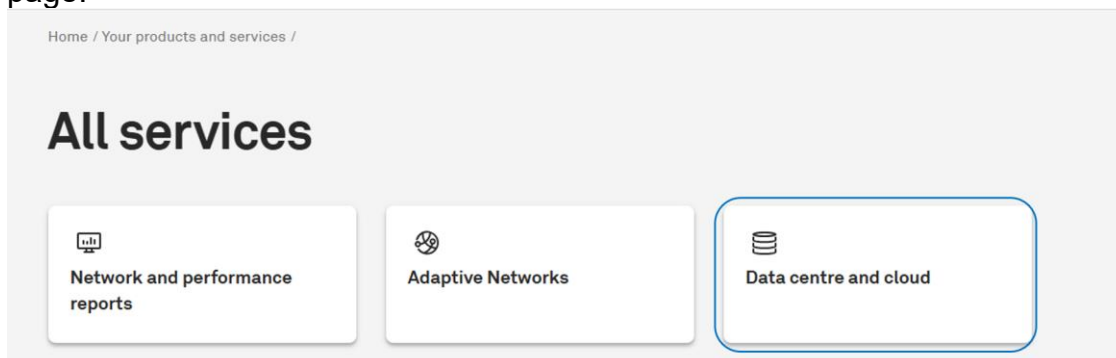 page.
Home / Your products and services /
All services
Network and performance
reports
Adaptive Networks
Data centre and cloud